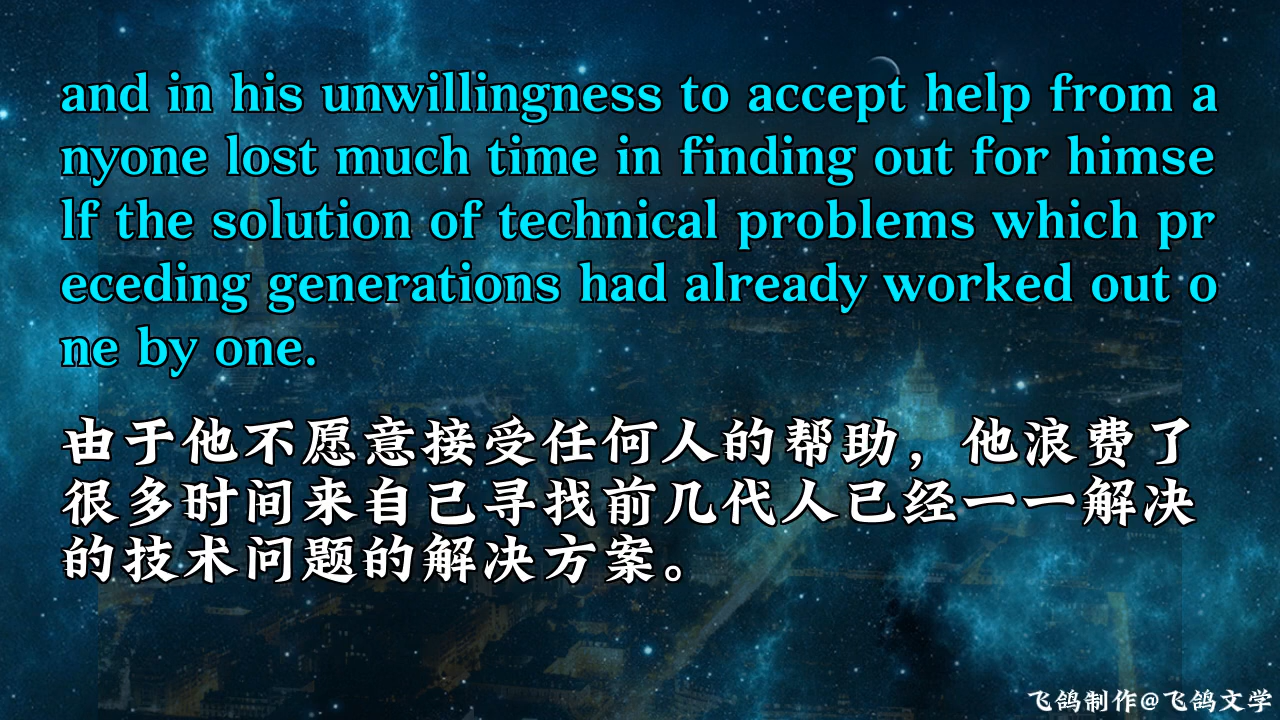 and in his unwillingness to accept help from a
nyone lost much time in finding out for himse
lf the solution of technical problems which pr
eceding generations had already worked out o
ne by one.
由于他不愿意接受任何人的帮助，他浪费了
很多时间来自己寻找前几代人已经一一解决
的技术问题的解决方案。
飞鸽制作@飞鸽文学